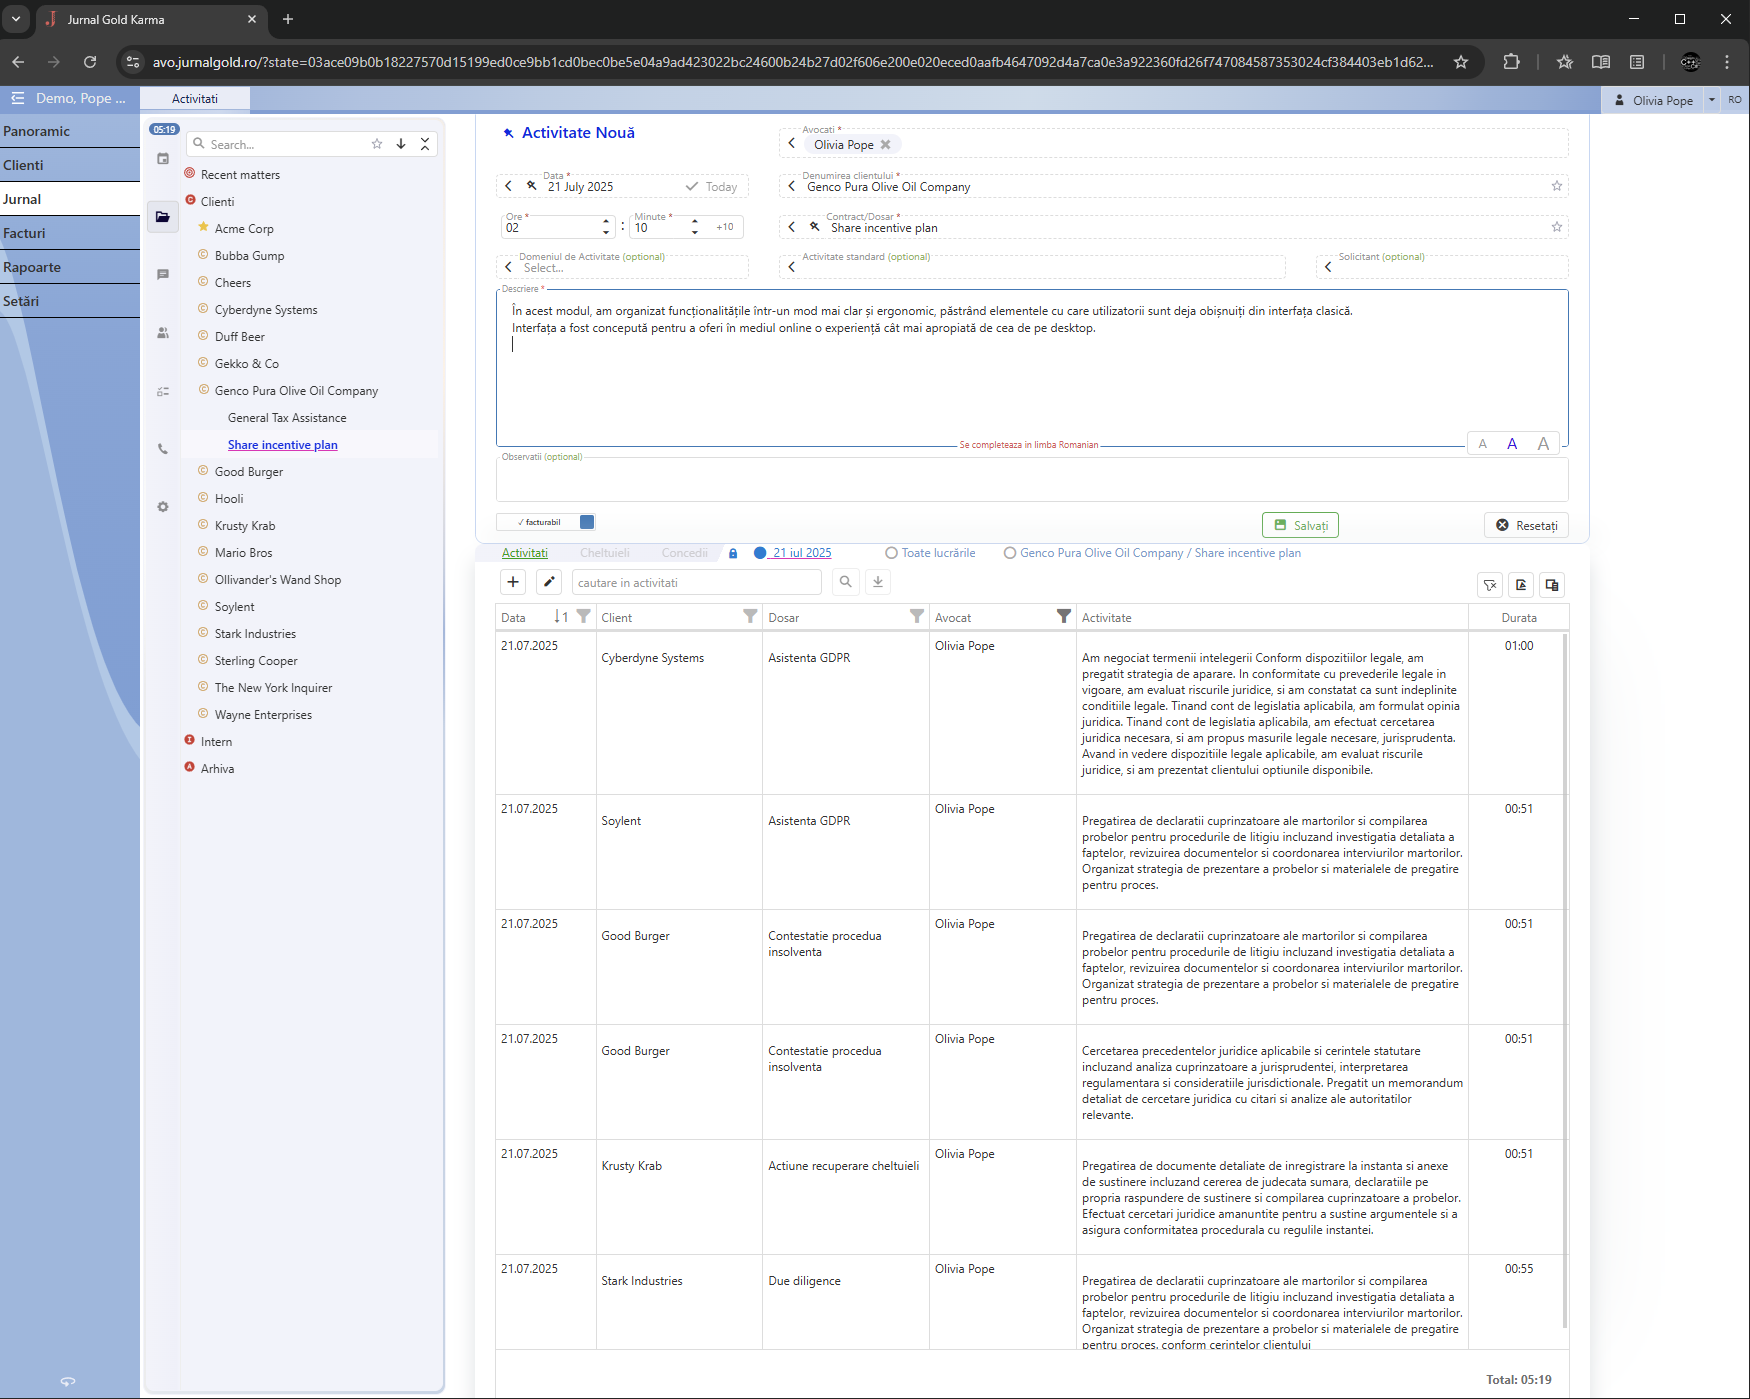 Jurnal Gold Karma
avo.jurnalgold.ro/?state=03ace09b0b18227570d15199ed0ce9bb1cd0bec0be5e04a9ad423022bc24600b24b27d02f606e200e020eced0aafb4647092d4a7ca0e3a922360fd26f747084587353024cf384403eb1d62...
Demo, Pope ...
Activitati
Olivia Pope
RO
Panoramic
Clienti
Jurnal
Facturi
Rapoarte
Setări
05:19
Search...
Recent matters
Clienti
Acme Corp
Bubba Gump
Cheers
Cyberdyne Systems
Duff Beer
Gekko & Co
Genco Pura Olive Oil Company
General Tax Assistance
Share incentive plan
Good Burger
Hooli
Krusty Krab
Mario Bros
Ollivander's Wand Shop
Soylent
Stark Industries
Sterling Cooper
The New York Inquirer
Wayne Enterprises
Intern
Arhiva
Activitate Nouă
Avocati *
Olivia Pope
Data *
21 July 2025
Today
Denumirea clientului *
Genco Pura Olive Oil Company
Ore *
02
:
Minute *
10
+10
Contract/Dosar *
Share incentive plan
Domeniul de Activitate (optional)
Select...
Activitate standard (optional)
Solicitant (optional)
Descriere *
În acest modul, am organizat funcționalitățile într-un mod mai clar și ergonomic, păstrând elementele cu care utilizatorii sunt deja obișnuiți din interfața clasică.
Interfața a fost concepută pentru a oferi în mediul online o experiență cât mai apropiată de cea de pe desktop.
Se completeaza in limba Romanian
A A A
Observatii (optional)
✓ facturabil
Salvați
Resetați
Activitati
Cheltuieli
Concedii
21 iul 2025
Toate lucrările
Genco Pura Olive Oil Company / Share incentive plan
cautare in activitati
Data
1
Client
Dosar
Avocat
Activitate
Durata
21.07.2025
Cyberdyne Systems
Asistenta GDPR
Olivia Pope
Am negociat termenii intelegerii Conform dispozitiilor legale, am
pregatit strategia de aparare. In conformitate cu prevederile legale in
vigoare, am evaluat riscurile juridice, si am constatat ca sunt indeplinite
conditiile legale. Tinand cont de legislatia aplicabila, am formulat opinia
juridica. Tinand cont de legislatia aplicabila, am efectuat cercetarea
juridica necesara, si am propus masurile legale necesare, jurisprudenta.
Avand in vedere dispozitiile legale aplicabile, am evaluat riscurile
juridice, si am prezentat clientului optiunile disponibile.
01:00
21.07.2025
Soylent
Asistenta GDPR
Olivia Pope
Pregatirea de declaratii cuprinzatoare ale martorilor si compilarea
probelor pentru procedurile de litigiu incluzand investigatia detaliata a
faptelor, revizuirea documentelor si coordonarea interviurilor martorilor.
Organizat strategia de prezentare a probelor si materialele de pregatire
pentru proces.
00:51
21.07.2025
Good Burger
Contestatie procedua
insolventa
Olivia Pope
Pregatirea de declaratii cuprinzatoare ale martorilor si compilarea
probelor pentru procedurile de litigiu incluzand investigatia detaliata a
faptelor, revizuirea documentelor si coordonarea interviurilor martorilor.
Organizat strategia de prezentare a probelor si materialele de pregatire
pentru proces.
00:51
21.07.2025
Good Burger
Contestatie procedua
insolventa
Olivia Pope
Cercetarea precedentelor juridice aplicabile si cerintele statutare
incluzand analiza cuprinzatoare a jurisprudentei, interpretarea
regulamentara si consideratiile jurisdictionale. Pregatit un memorandum
detaliat de cercetare juridica cu citari si analize ale autoritatilor
relevante.
00:51
21.07.2025
Krusty Krab
Actiune recuperare cheltuieli
Olivia Pope
Pregatirea de documente detaliate de inregistrare la instanta si anexe
de sustinere incluzand cererea de judecata sumara, declaratiile pe
propria raspundere de sustinere si compilarea cuprinzatoare a probelor.
Efectuat cercetari juridice amanuntite pentru a sustine argumentele si a
asigura conformitatea procedurala cu regulile instantei.
00:51
21.07.2025
Stark Industries
Due diligence
Olivia Pope
Pregatirea de declaratii cuprinzatoare ale martorilor si compilarea
probelor pentru procedurile de litigiu incluzand investigatia detaliata a
faptelor, revizuirea documentelor si coordonarea interviurilor martorilor.
Organizat strategia de prezentare a probelor si materialele de pregatire
pentru proces. conform cerintelor clientului
00:55
Total: 05:19